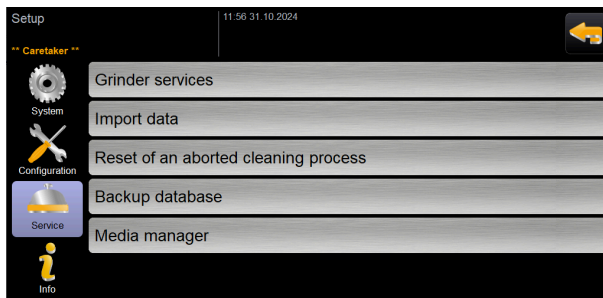 Setup
11:56 31.10.2024
** Caretaker **
System
Configuration
Service
Info
Grinder services
Import data
Reset of an aborted cleaning process
Backup database
Media manager